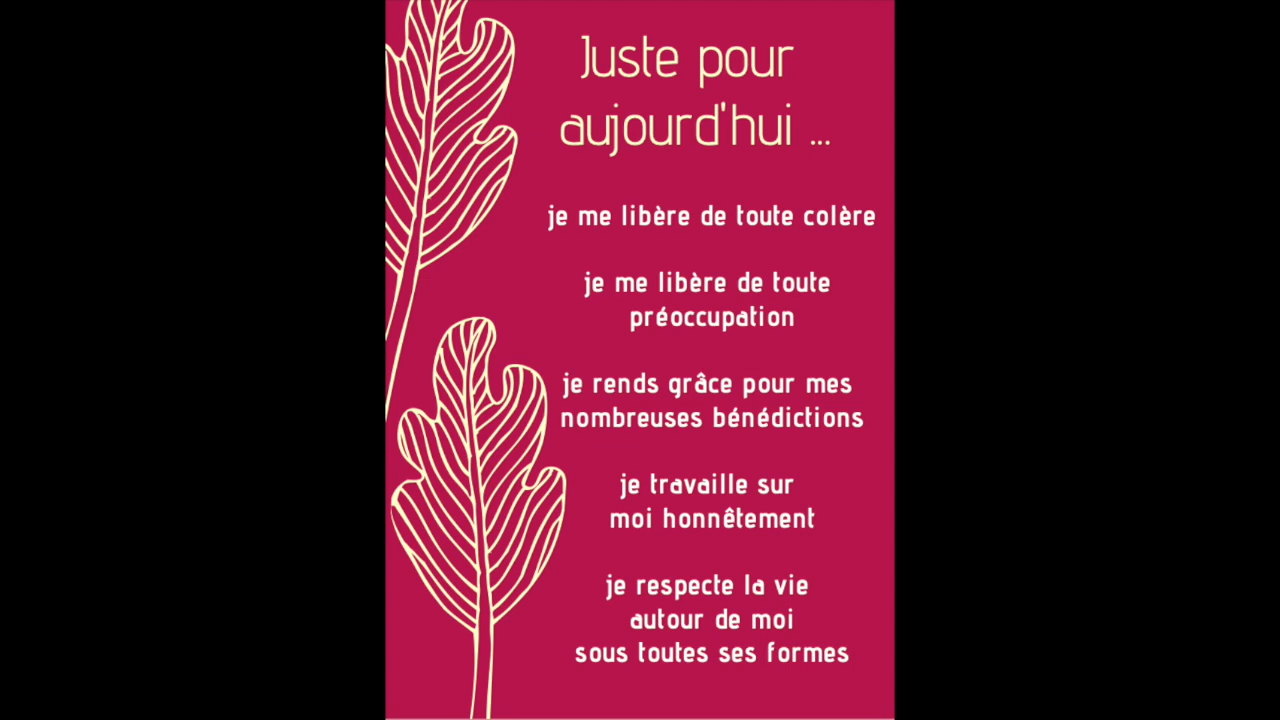 Juste pour
aujourd'hui ...
je me libère de toute colère
je me libère de toute
préoccupation
je rends grâce pour mes
nombreuses bénédictions
je travaille sur
moi honnêtement
je respecte la vie
autour de moi
sous toutes ses formes